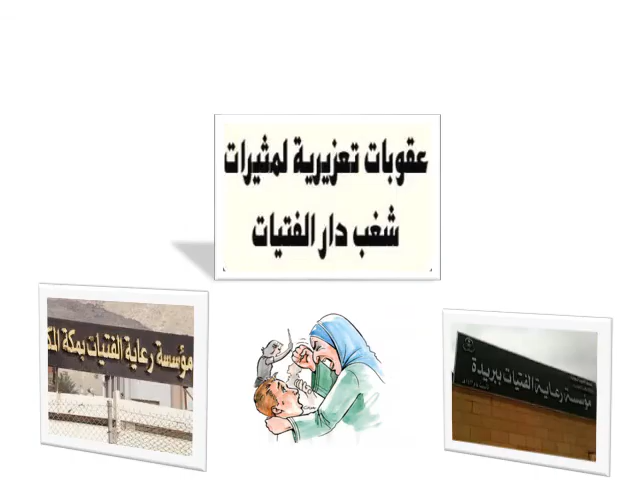 عقوبات تعزيرية لمثيرات
شغب دار الفتيات
مؤسسة رعاية الفتيات بمكة المك
مؤسسة رعاية الفتيات ببريدة